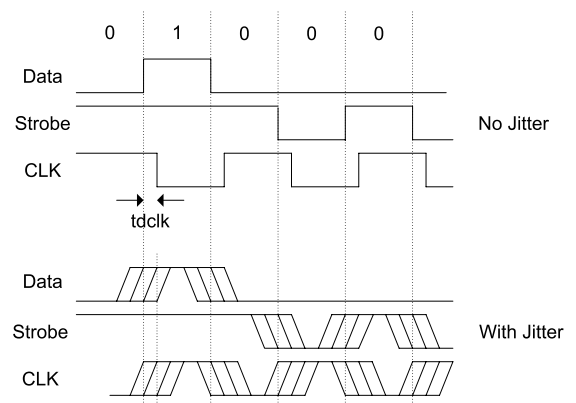 0 1 0 0 0
Data
Strobe
No Jitter
CLK
tdclk
Data
Strobe
With Jitter
CLK